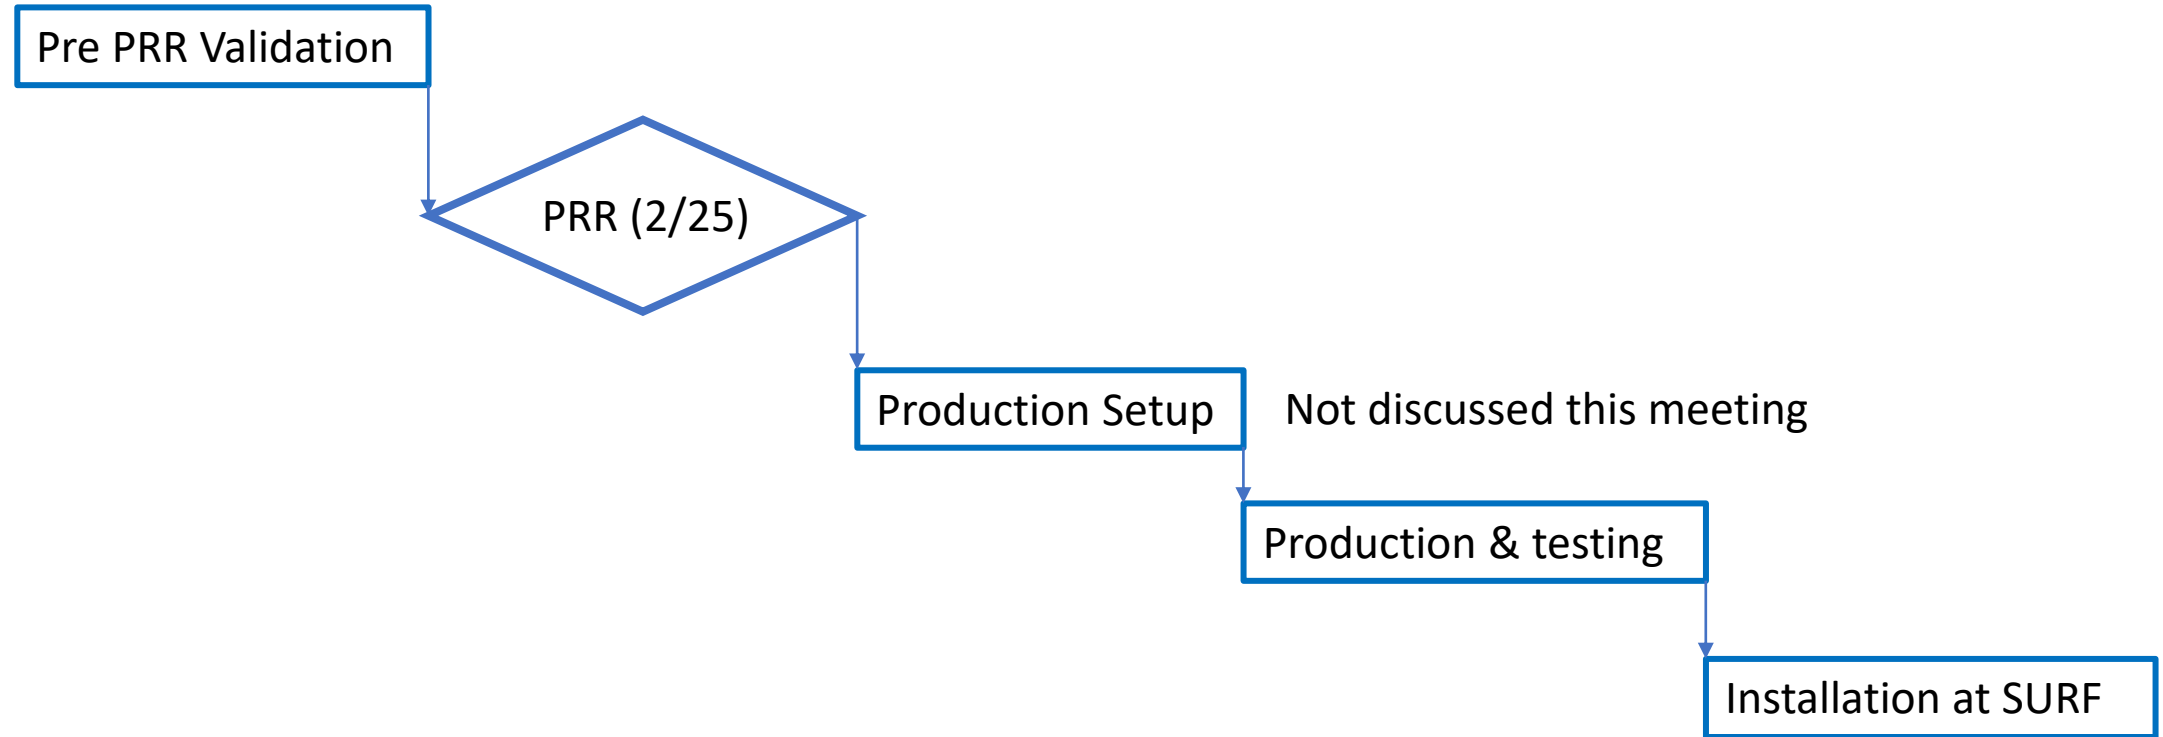 Pre PRR Validation
PRR (2/25)
Production Setup
Not discussed this meeting
Production & testing
Installation at SURF